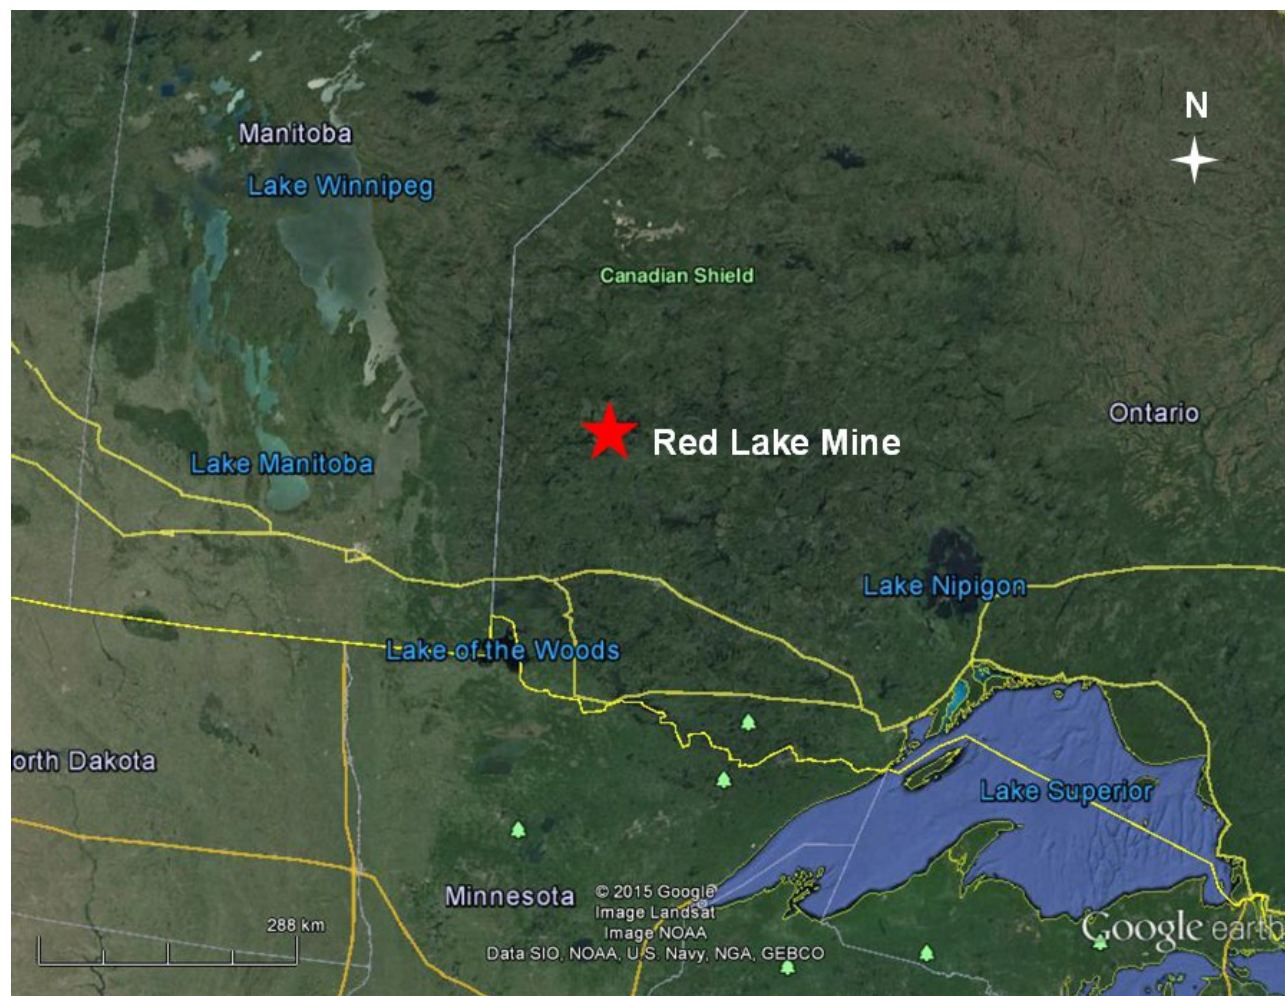 N
Manitoba
Lake Winnipeg
Canadian Shield
Ontario
Red Lake Mine
Lake Manitoba
Lake Nipigon
Lake of the Woods
orth Dakota
Lake Superior
Minnesota
© 2015 Google
Image Landsat
Image NOAA
Data SIO, NOAA, U.S. Navy, NGA, GEBCO
288 km
Google earth